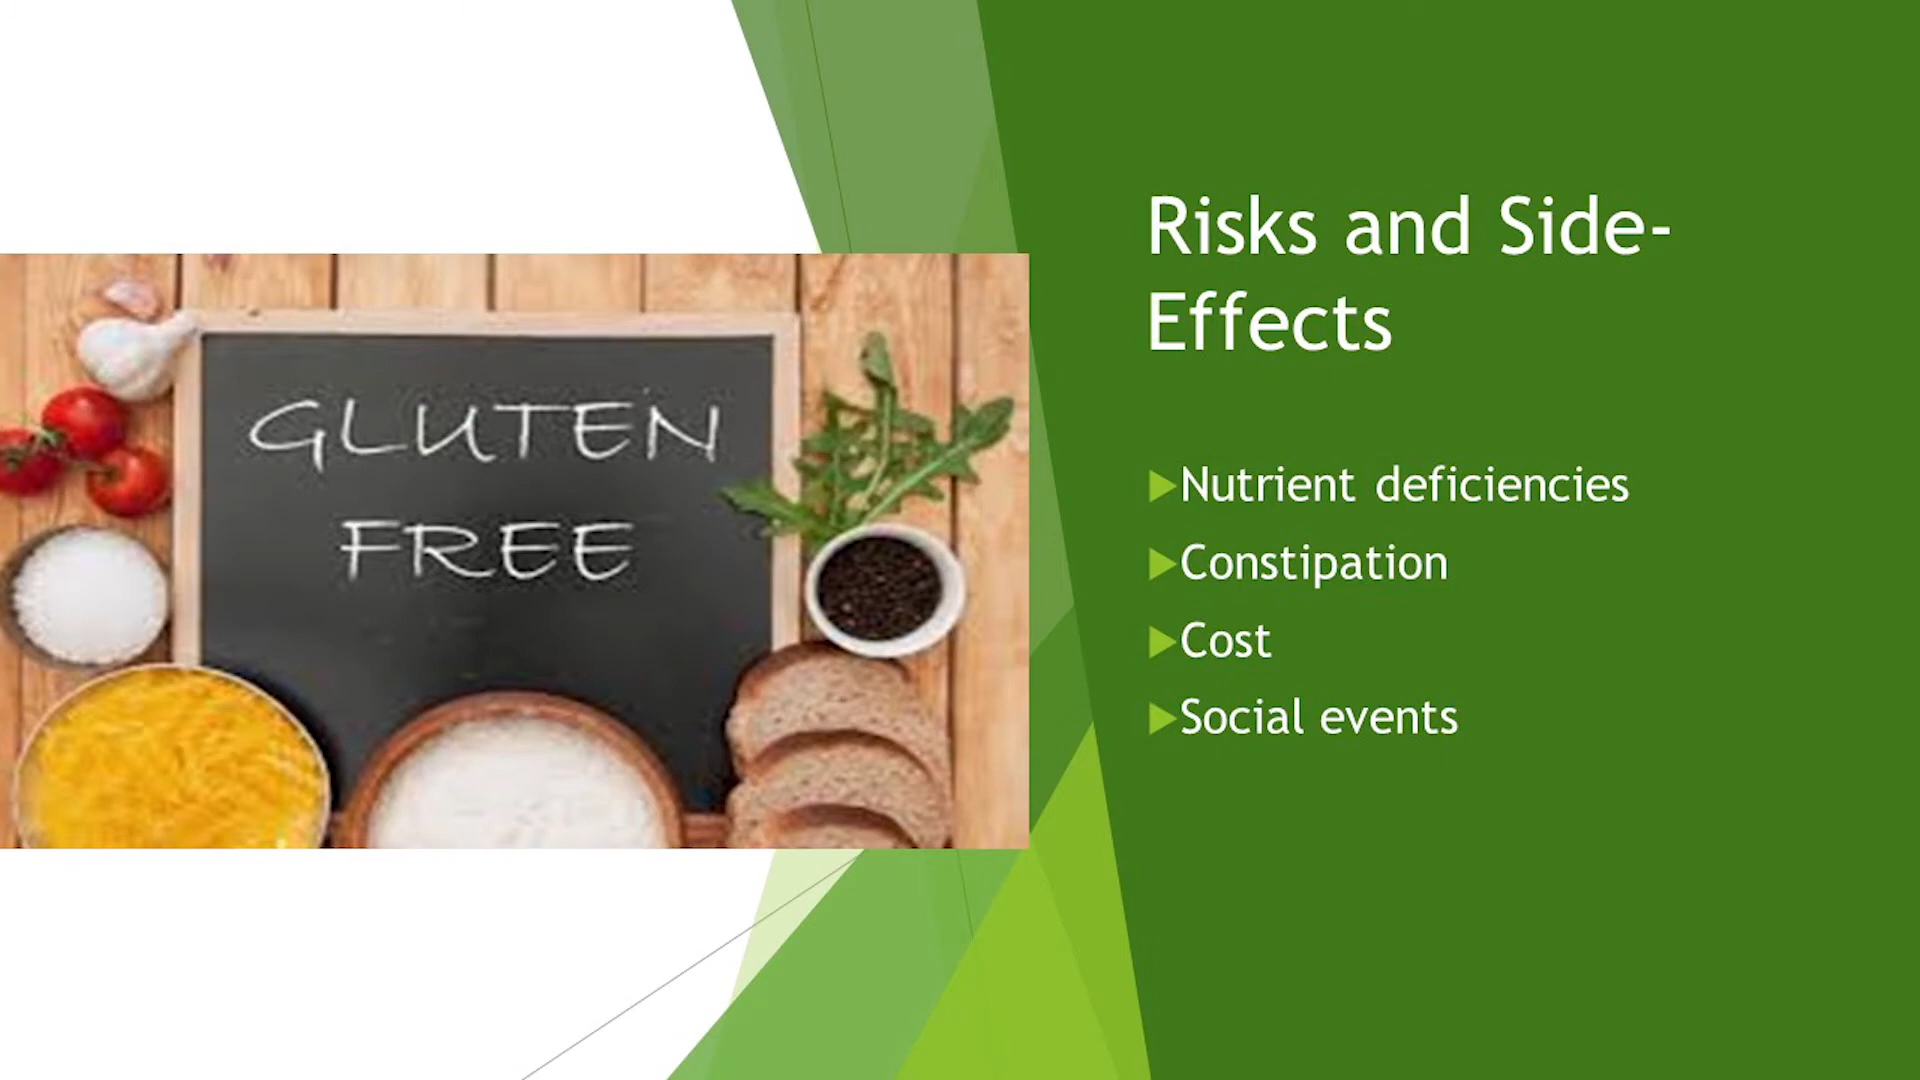 GLUTEN
FREE
Risks and Side-
Effects
Nutrient deficiencies
Constipation
Cost
Social events